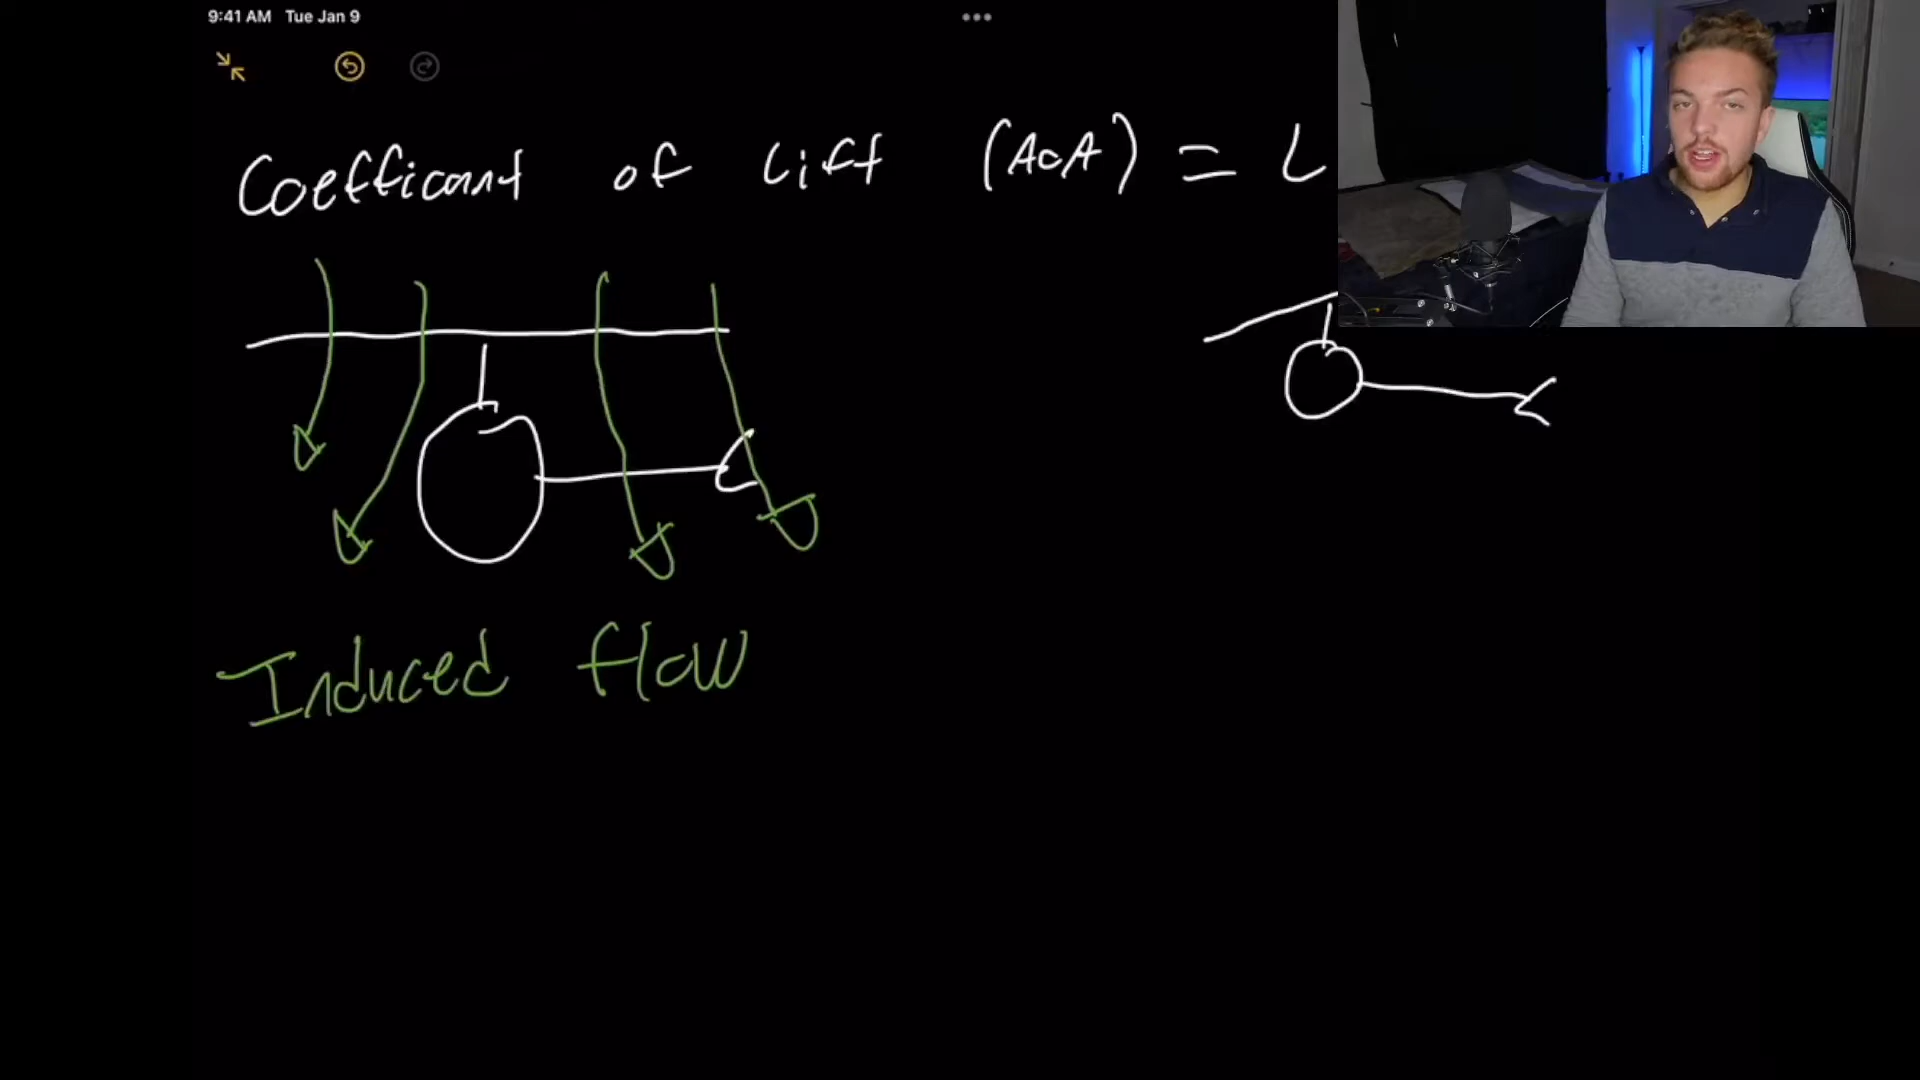 9:41 AM Tue Jan 9
Coefficant of Lift (AoA) = L
Induced flow